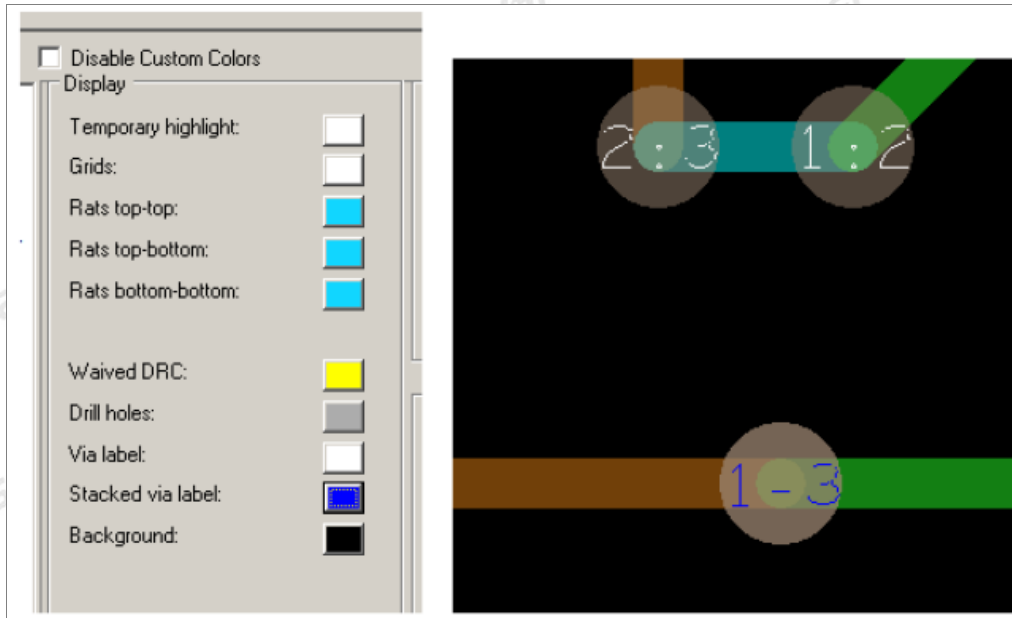 Disable Custom Colors
Display
Temporary highlight:
Grids:
Rats top-top:
Rats top-bottom:
Rats bottom-bottom:
Waived DRC:
Drill holes:
Via label:
Stacked via label:
Background:
2:3
1:2
1-3